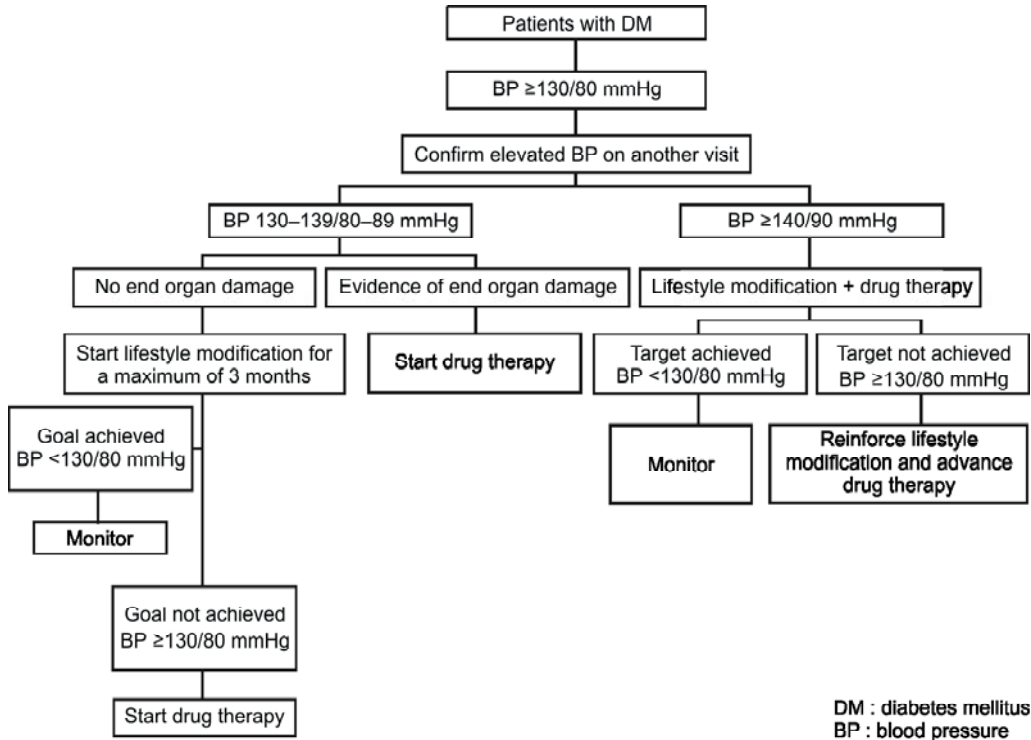 Patients with DM
BP ≥130/80 mmHg
Confirm elevated BP on another visit
BP 130–139/80–89 mmHg
BP ≥140/90 mmHg
No end organ damage
Evidence of end organ damage
Lifestyle modification + drug therapy
Start lifestyle modification for
a maximum of 3 months
Start drug therapy
Target achieved
BP <130/80 mmHg
Target not achieved
BP ≥130/80 mmHg
Goal achieved
BP <130/80 mmHg
Monitor
Reinforce lifestyle
modification and advance
drug therapy
Monitor
Goal not achieved
BP ≥130/80 mmHg
Start drug therapy
DM : diabetes mellitus
BP : blood pressure